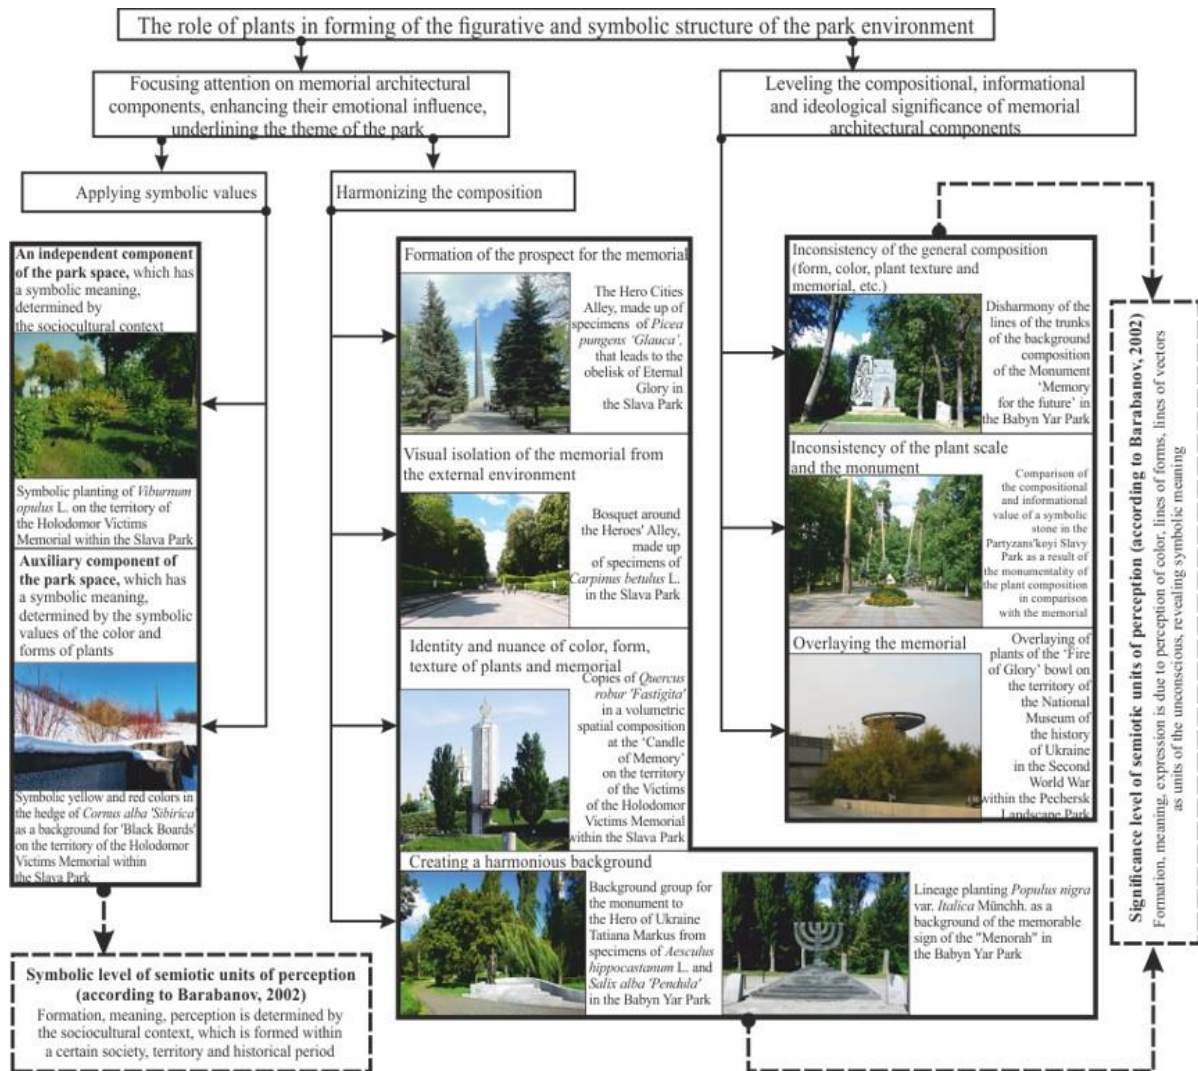 The role of plants in forming of the figurative and symbolic structure of the park environment
Focusing attention on memorial architectural
components, enhancing their emotional influence,
underlining the theme of the park
Leveling the compositional, informational
and ideological significance of memorial
architectural components
Applying symbolic values
Harmonizing the composition
An independent component
of the park space, which has
a symbolic meaning,
determined by
the sociocultural context
Symbolic planting of Viburnum
opulus L. on the territory of
the Holodomor Victims
Memorial within the Slava Park
Auxiliary component of
the park space, which has
a symbolic meaning,
determined by the symbolic
values of the color and
forms of plants
Symbolic yellow and red colors in
the hedge of Cornus alba 'Sibirica'
as a background for 'Black Boards'
on the territory of the Holodomor
Victims Memorial within
the Slava Park
Symbolic level of semiotic units of perception
(according to Barabanov, 2002)
Formation, meaning, perception is determined by
the sociocultural context, which is formed within
a certain society, territory and historical period
Formation of the prospect for the memorial
The Hero Cities
Alley, made up of
specimens of Picea
pungens 'Glauca',
that leads to the
obelisk of Eternal
Glory in
the Slava Park
Visual isolation of the memorial from
the external environment
Bosquet around
the Heroes' Alley,
made up
of specimens of
Carpinus betulus L.
in the Slava Park
Identity and nuance of color, form,
texture of plants and memorial
Copies of Quercus
robur 'Fastigita'
in a volumetric
spatial composition
at the 'Candle
of Memory'
on the territory
of the Victims
of the Holodomor
Victims Memorial
within the Slava Park
Creating a harmonious background
Background group for
the monument to
the Hero of Ukraine
Tatiana Markus from
specimens of Aesculus
hippocastanum L. and
Salix alba 'Pendula'
in the Babyn Yar Park
Lineage planting Populus nigra
var. Italica Münchh. as a
background of the memorable
sign of the "Menorah" in
the Babyn Yar Park
Inconsistency of the general composition
(form, color, plant texture and
memorial, etc.)
Disharmony of the
lines of the trunks
of the background
composition
of the Monument
'Memory
for the future' in
the Babyn Yar Park
Inconsistency of the plant scale
and the monument
Comparison of
the compositional
and informational
value of a symbolic
stone in the
Partyzans'koyi Slavy
Park as a result of
the monumentality of
the plant composition
in comparison
with the memorial
Overlaying the memorial
Overlaying of
plants of the 'Fire
of Glory' bowl on
the territory of
the National
Museum of
the history
of Ukraine
in the Second
World War
within the Pechersk
Landscape Park
Significance level of semiotic units of perception (according to Barabanov, 2002)
Formation, meaning, expression is due to perception of color, lines of forms, lines of vectors
as units of the unconscious, revealing symbolic meaning